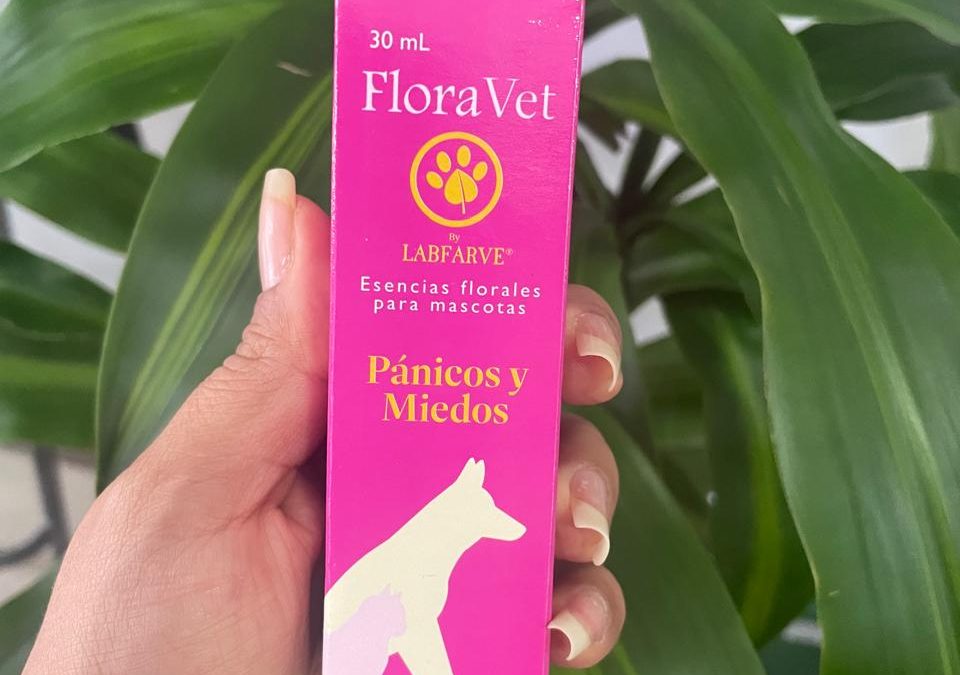 30 mL
FloraVet
By
LABFARVE®
Esencias florales
para mascotas
Pánicos y
Miedos